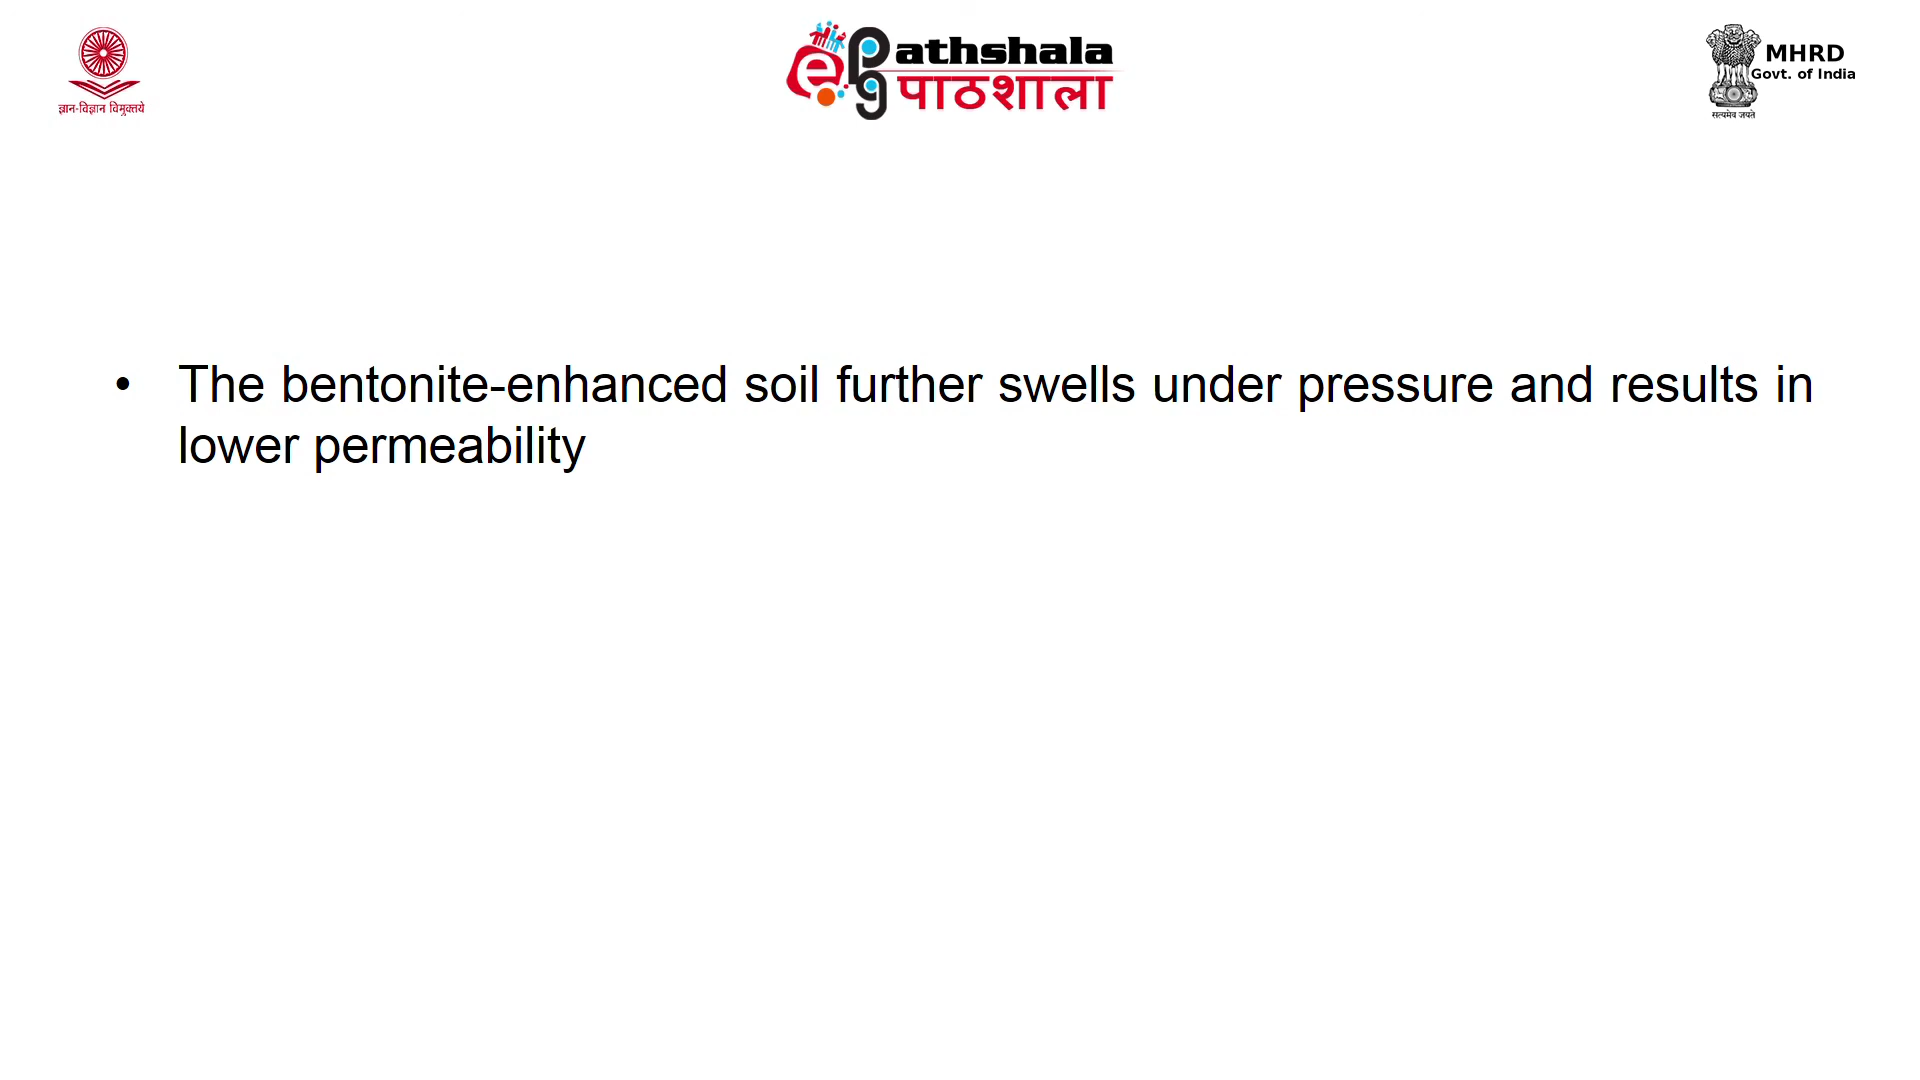 ज्ञान-विज्ञान विमुक्तये
ePGathshala
पाठशाला
MHRD
Govt. of India
सत्यमेव जयते
• The bentonite-enhanced soil further swells under pressure and results in
lower permeability